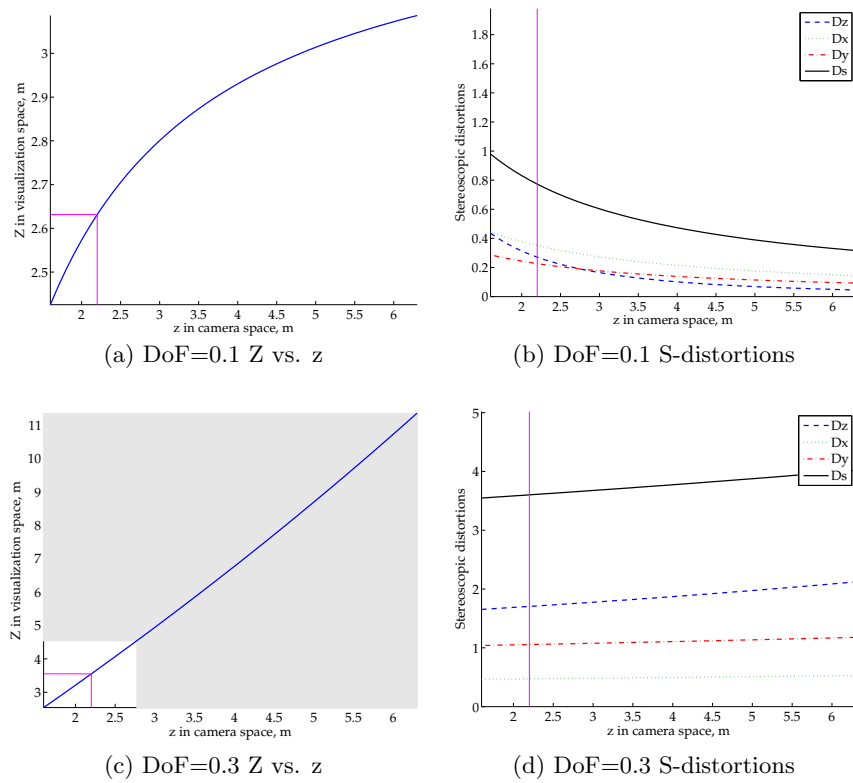 3
2.9
2.8
2.7
2.6
2.5
Z in visualization space, m
2 2.5 3 3.5 4 4.5 5 5.5 6
z in camera space, m
(a) DoF=0.1 Z vs. z
1.8
1.6
1.4
1.2
1
0.8
0.6
0.4
0.2
0
Stereoscopic distortions
Dz
Dx
Dy
Ds
2 2.5 3 3.5 4 4.5 5 5.5 6
z in camera space, m
(b) DoF=0.1 S-distortions
11
10
9
8
7
6
5
4
3
Z in visualization space, m
2 2.5 3 3.5 4 4.5 5 5.5 6
z in camera space, m
(c) DoF=0.3 Z vs. z
5
4
3
2
1
0
Stereoscopic distortions
Dz
Dx
Dy
Ds
2 2.5 3 3.5 4 4.5 5 5.5 6
z in camera space, m
(d) DoF=0.3 S-distortions